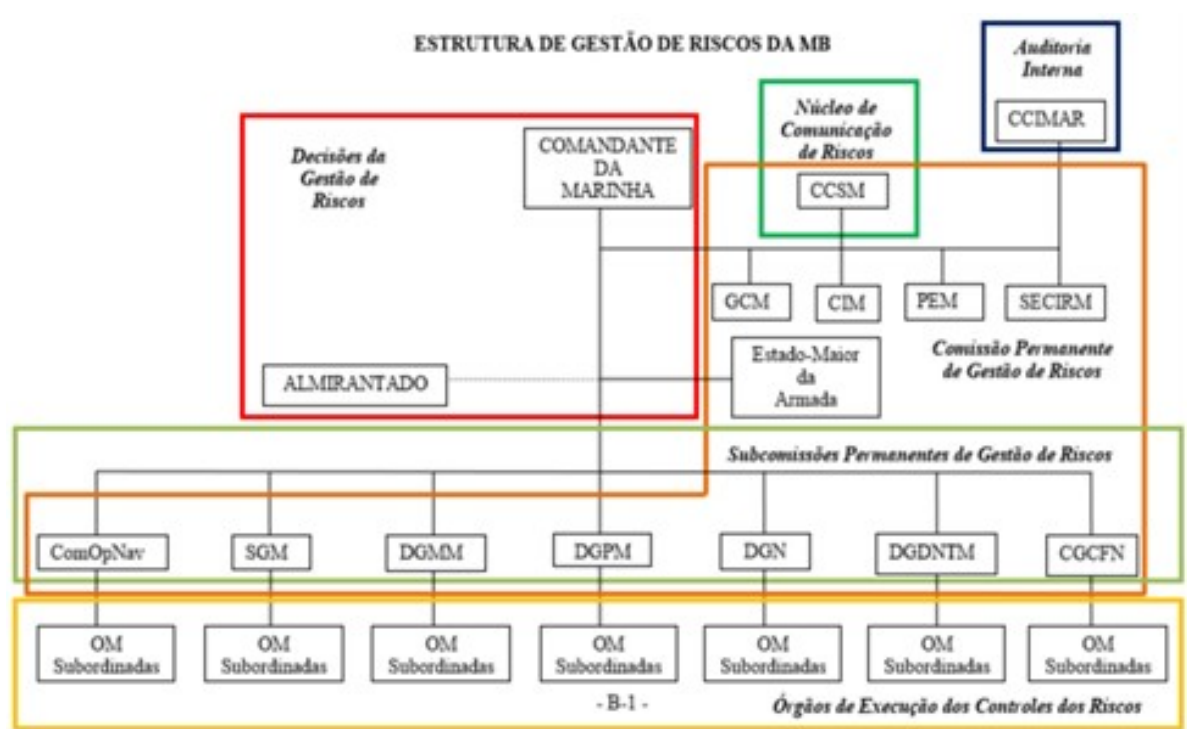 ESTRUTURA DE GESTÃO DE RISCOS DA MB
Auditoria
Interna
CCIMAR
Núcleo de
Comunicação
de Riscos
CCSM
Decisões da
Gestão de
Riscos
COMANDANTE
DA
MARINHA
GCM
CIM
PEM
SECIRM
Comissão Permanente
de Gestão de Riscos
Estado-Maior
da
Armada
ALMIRANTADO
Subcomissões Permanentes de Gestão de Riscos
ComOpNav
SGM
DGMM
DGPM
DGN
DGDNTM
CGCFN
OM
Subordinadas
OM
Subordinadas
OM
Subordinadas
OM
Subordinadas
OM
Subordinadas
OM
Subordinadas
OM
Subordinadas
- B-1 -
Órgãos de Execução dos Controles dos Riscos